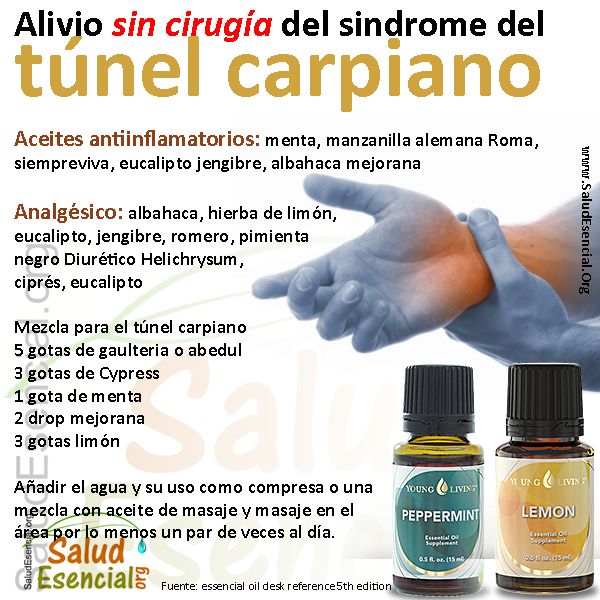 Alivio sin cirugía del sindrome del
túnel carpiano
Aceites antiinflamatorios: menta, manzanilla alemana Roma,
siempreviva, eucalipto jengibre, albahaca mejorana
www.SaludEsencial.Org
Analgésico: albahaca, hierba de limón,
eucalipto, jengibre, romero, pimienta
negro Diurético Helichrysum,
ciprés, eucalipto
Mezcla para el túnel carpiano
5 gotas de gaulteria o abedul
3 gotas de Cypress
1 gota de menta
2 drop mejorana
3 gotas limón
Añadir el agua y su uso como compresa o una
mezcla con aceite de masaje y masaje en el
área por lo menos un par de veces al día.
YOUNG LIVING
PEPPERMINT
Essential Oil
Supplement
0.5 fl. oz (15 ml)
YOUNG LIVING
LEMON
Essential Oil
Supplement
0.5 fl. oz. (15 ml)
SaludEsencial.org
Salud
Esencial.org
Fuente: essential oil desk reference 5th edition